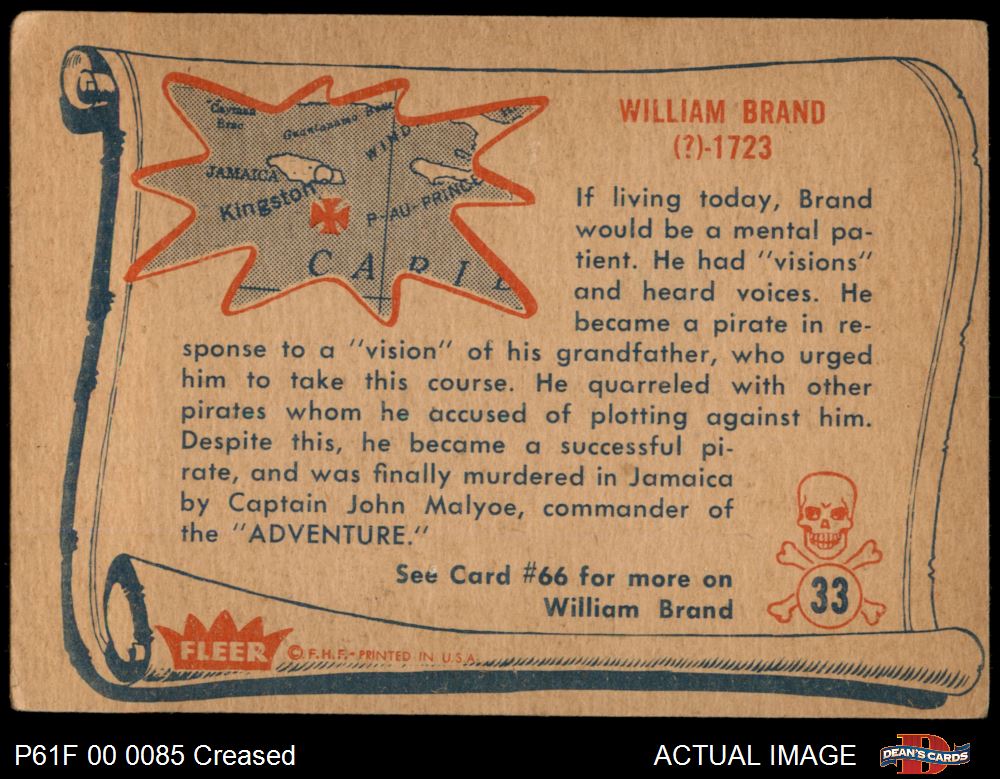 Cayman
Brac
Guantanamo
WIND
JAMAICA
Kingston
P-AU-PRINCE
CARIB
WILLIAM BRAND
(?)-1723
If living today, Brand
would be a mental pa-
tient. He had "visions"
and heard voices. He
became a pirate in re-
sponse to a "vision" of his grandfather, who urged
him to take this course. He quarreled with other
pirates whom he accused of plotting against him.
Despite this, he became a successful pi-
rate, and was finally murdered in Jamaica
by Captain John Malyoe, commander of
the "ADVENTURE."
See Card #66 for more on
William Brand
33
FLEER
© F.H.F.-PRINTED IN U.S.A.
P61F 00 0085 Creased
ACTUAL IMAGE
DEAN'S CARDS